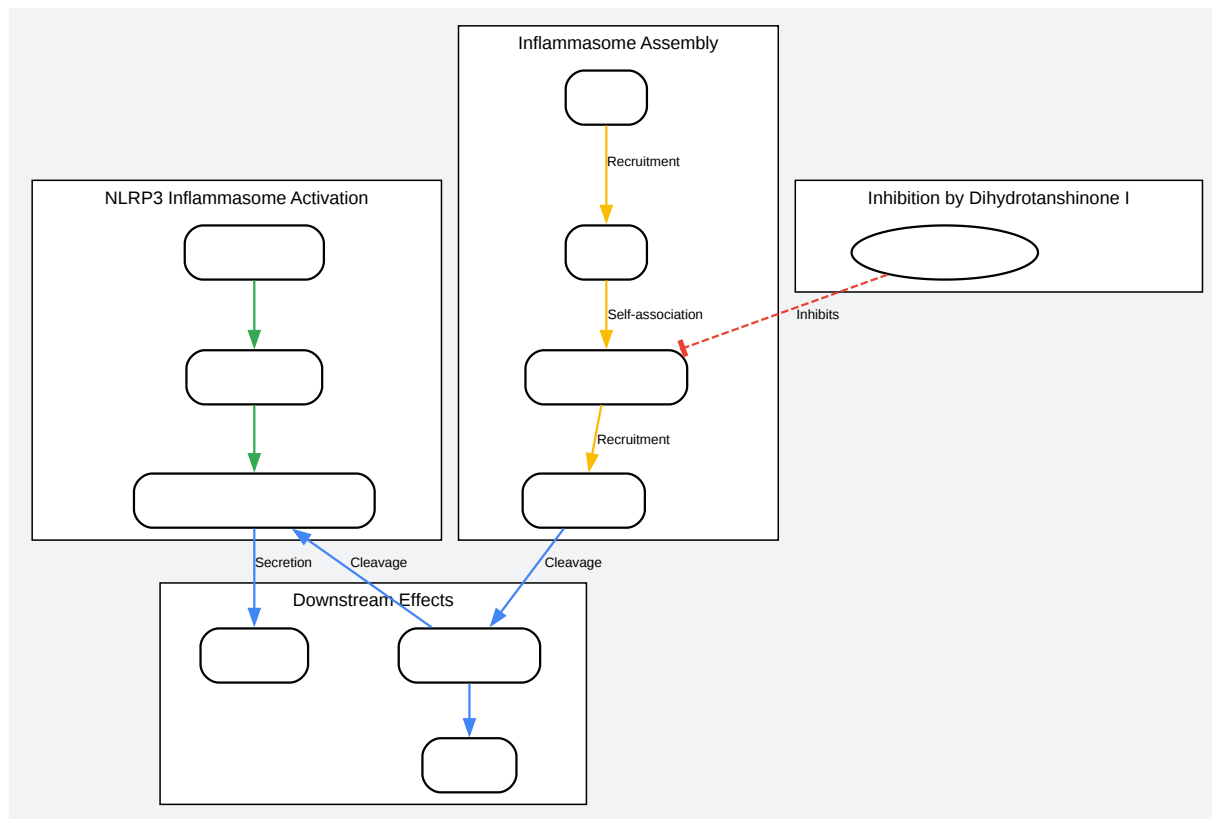 Inflammasome Assembly
Recruitment
NLRP3 Inflammasome Activation
Inhibition by Dihydrotanshinone I
Self-association
Inhibits
Recruitment
Secretion
Cleavage
Cleavage
Downstream Effects